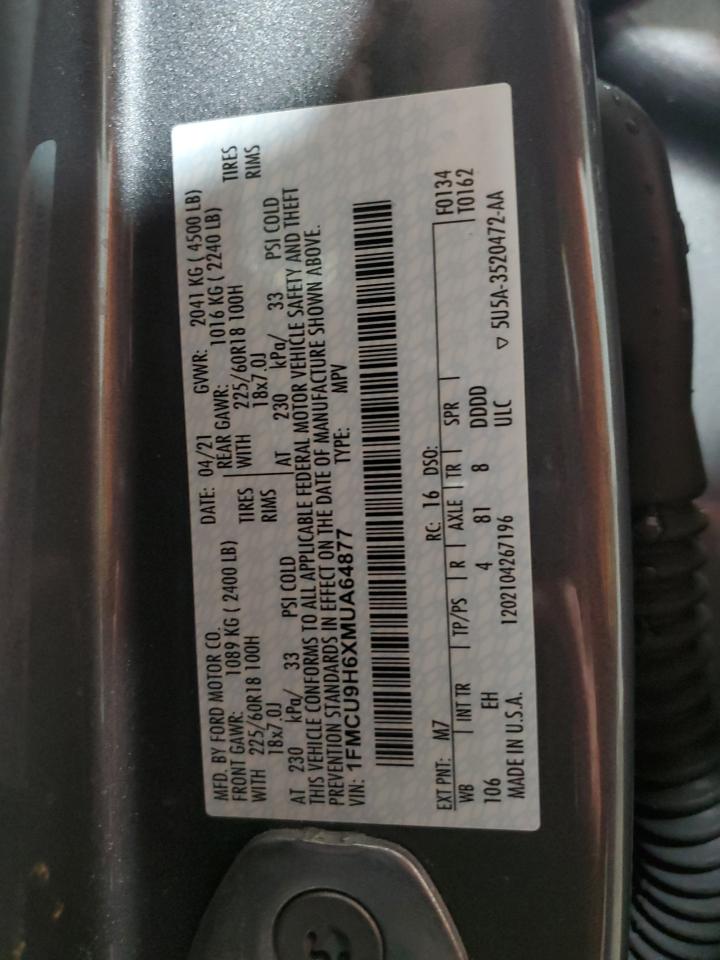 MFD. BY FORD MOTOR CO.
DATE: 04/21 GVWR: 2041 KG ( 4500 LB)
FRONT GAWR: 1089 KG ( 2400 LB) REAR GAWR: 1016 KG ( 2240 LB)
WITH 225/60R18 100H TIRES WITH 225/60R18 100H TIRES
18x7.0J RIMS 18x7.0J RIMS
AT 230 kPa/ 33 PSI COLD AT 230 kPa/ 33 PSI COLD
THIS VEHICLE CONFORMS TO ALL APPLICABLE FEDERAL MOTOR VEHICLE SAFETY AND THEFT
PREVENTION STANDARDS IN EFFECT ON THE DATE OF MANUFACTURE SHOWN ABOVE.
VIN: 1FMCU9H6XMUA64877 TYPE: MPV
F0134
EXT PNT: M7 RC: 16 DSO: T0162
WB INT TR TP/PS R AXLE TR SPR
106 EH 4 81 8 DDDD
MADE IN U.S.A. 1202104267196 ULC ▽ 5U5A-3520472-AA